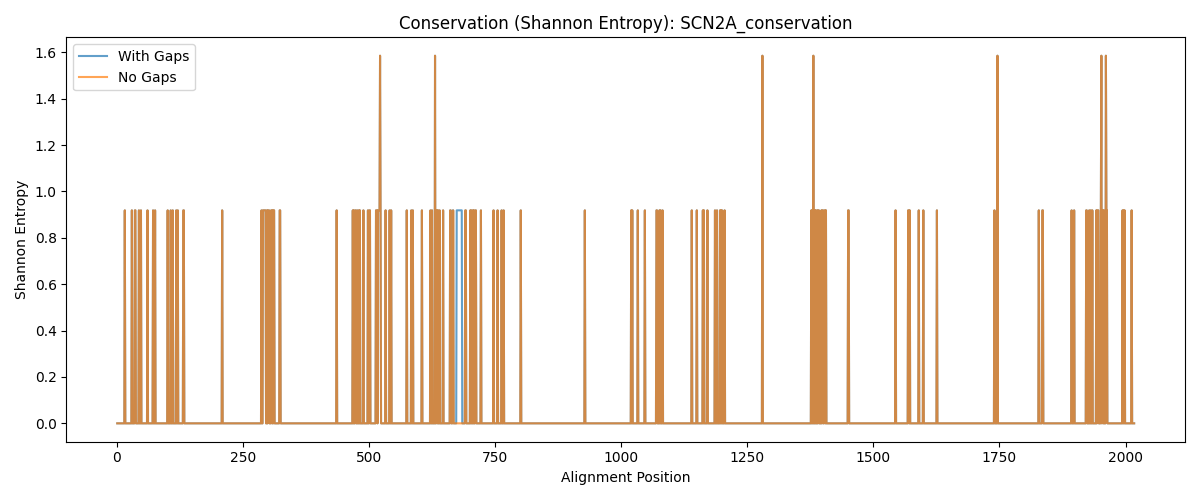 Conservation (Shannon Entropy): SCN2A_conservation
With Gaps
No Gaps
1.6
1.4
1.2
1.0
0.8
0.6
0.4
0.2
0.0
Shannon Entropy
0 250 500 750 1000 1250 1500 1750 2000
Alignment Position